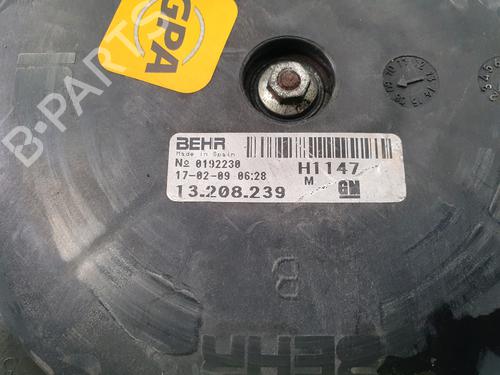 GPA
B-PARTS
BEHR
Made in Spain
No 0192230
17-02-09 06:28
13.208.239
H1147
M GM
8
BEHR